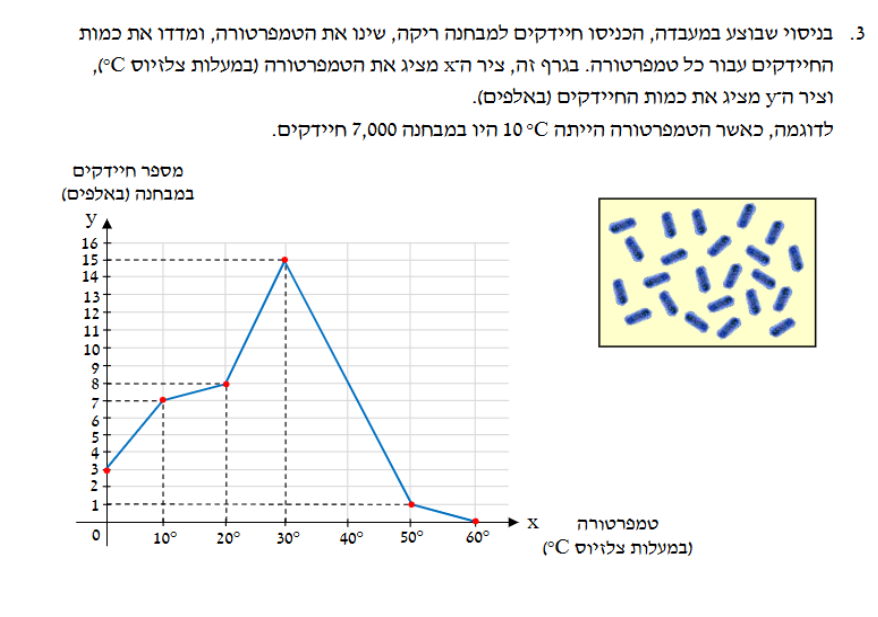 3. בניסוי שבוצע במעבדה, הכניסו חיידקים למבחנה ריקה, שינו את הטמפרטורה, ומדדו את כמות
החיידקים עבור כל טמפרטורה. בגרף זה, ציר ה־x מציג את הטמפרטורה (במעלות צלזיוס °C),
וציר ה־y מציג את כמות החיידקים (באלפים).
לדוגמה, כאשר הטמפרטורה הייתה 10 °C היו במבחנה 7,000 חיידקים.
מספר חיידקים
במבחנה (באלפים)
y
16
15
14
13
12
11
10
9
8
7
6
5
4
3
2
1
0 10° 20° 30° 40° 50° 60° x
טמפרטורה
(במעלות צלזיוס °C)